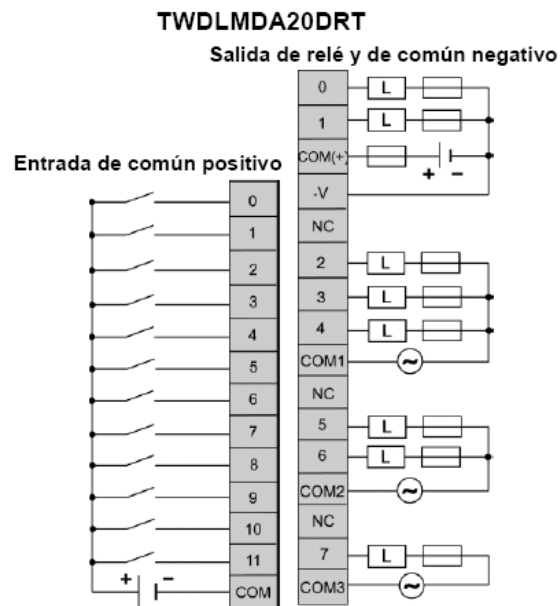 TWDLMDA20DRT
Salida de relé y de común negativo
0
L
1
L
COM(+)
+ -
-V
NC
2
L
3
L
4
L
COM1
~
NC
5
L
6
L
COM2
~
NC
7
L
COM3
~
Entrada de común positivo
0
1
2
3
4
5
6
7
8
9
10
11
+ -
COM